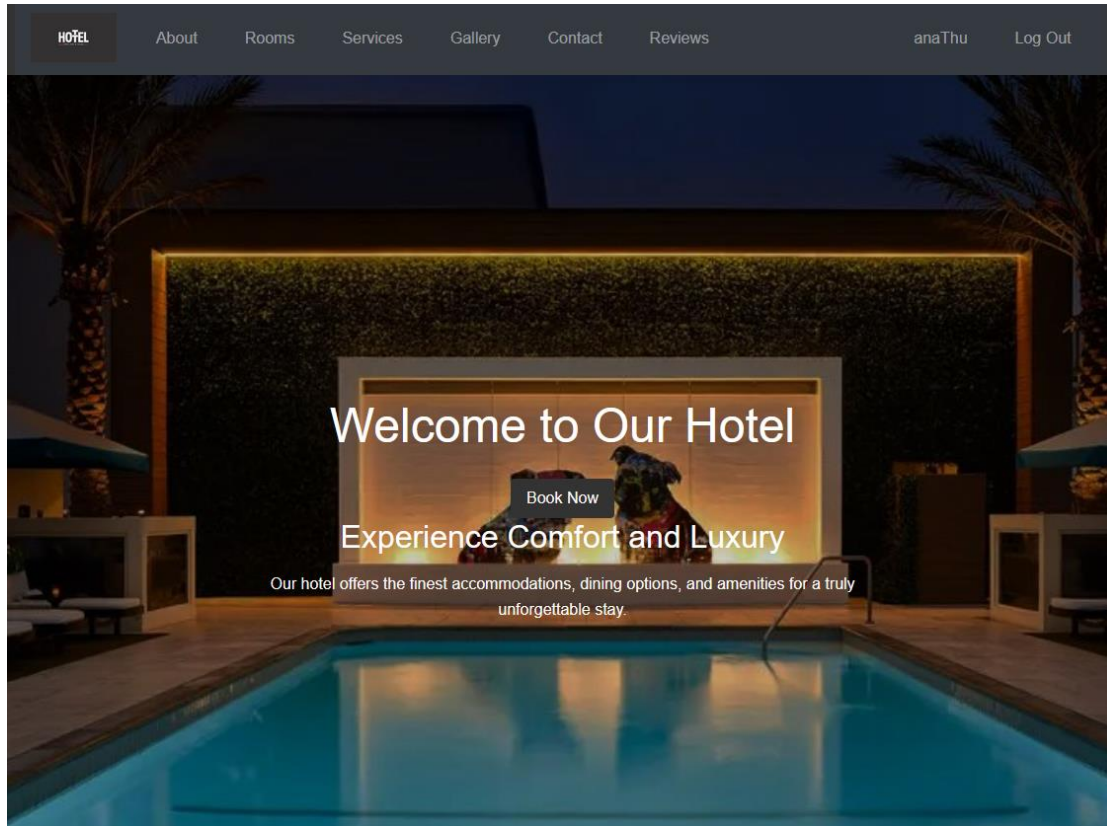 HOTEL
About Rooms Services Gallery Contact Reviews anaThu Log Out
Welcome to Our Hotel
Book Now
Experience Comfort and Luxury
Our hotel offers the finest accommodations, dining options, and amenities for a truly
unforgettable stay.